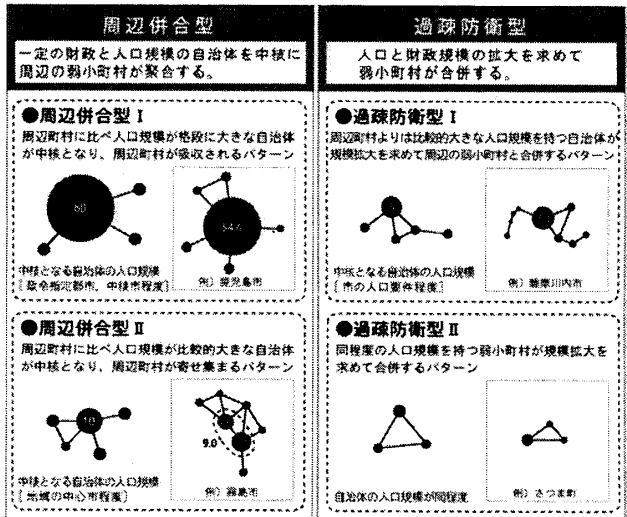 周辺併合型
一定の財政と人口規模の自治体を中核に
周辺の弱小町村が聚合する。
●周辺併合型Ⅰ
周辺町村に比べ人口規模が格段に大きな自治体
が中核となり、周辺町村が吸収されるパターン
60
54.6
中核となる自治体の人口規模
[政令指定都市、中核市程度]
例）鹿児島市
●周辺併合型Ⅱ
周辺町村に比べ人口規模が比較的大きな自治体
が中核となり、周辺町村が寄せ集まるパターン
10
9.0
中核となる自治体の人口規模
[地域の中心市程度]
例）霧島市
過疎防衛型
人口と財政規模の拡大を求めて
弱小町村が合併する。
●過疎防衛型Ⅰ
周辺町村よりは比較的大きな人口規模を持つ自治体が
規模拡大を求めて周辺の弱小町村と合併するパターン
中核となる自治体の人口規模
[市の人口要件程度]
例）薩摩川内市
●過疎防衛型Ⅱ
同程度の人口規模を持つ弱小町村が規模拡大を
求めて合併するパターン
自治体の人口規模が同程度
例）さつま町